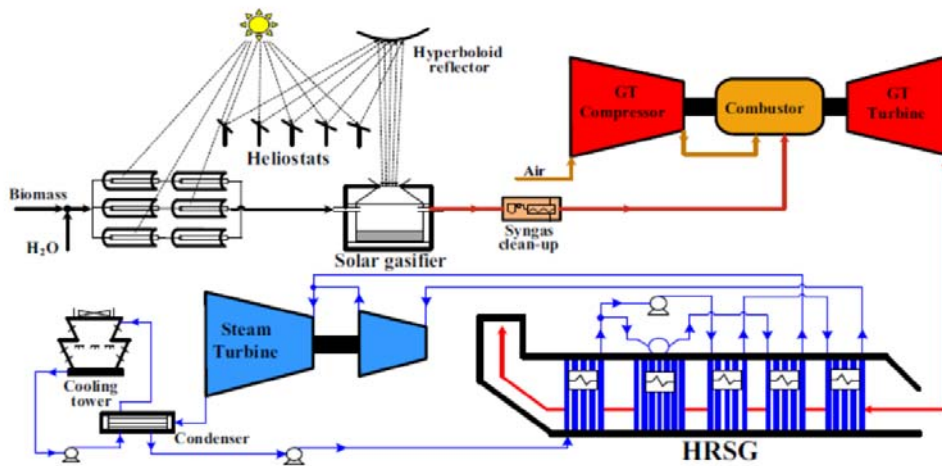 Hyperboloid
reflector
GT
Compressor
Combustor
GT
Turbine
Heliostats
Air
Biomass
H₂O
Syngas
clean-up
Solar gasifier
Steam
Turbine
Cooling
tower
Condenser
HRSG